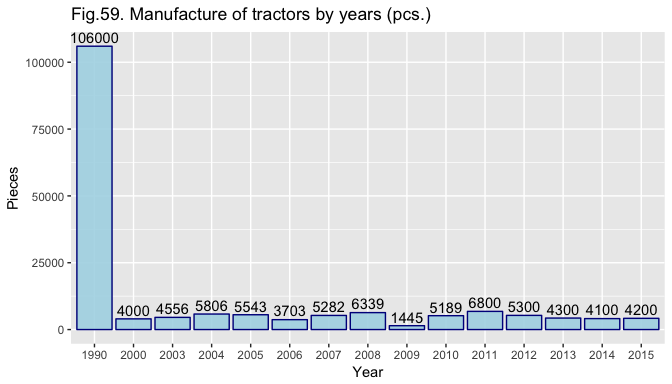 Fig.59. Manufacture of tractors by years (pcs.)
106000
100000
75000
50000
25000
0
Pieces
4000 4556 5806 5543 3703 5282 6339 1445 5189 6800 5300 4300 4100 4200
1990 2000 2003 2004 2005 2006 2007 2008 2009 2010 2011 2012 2013 2014 2015
Year